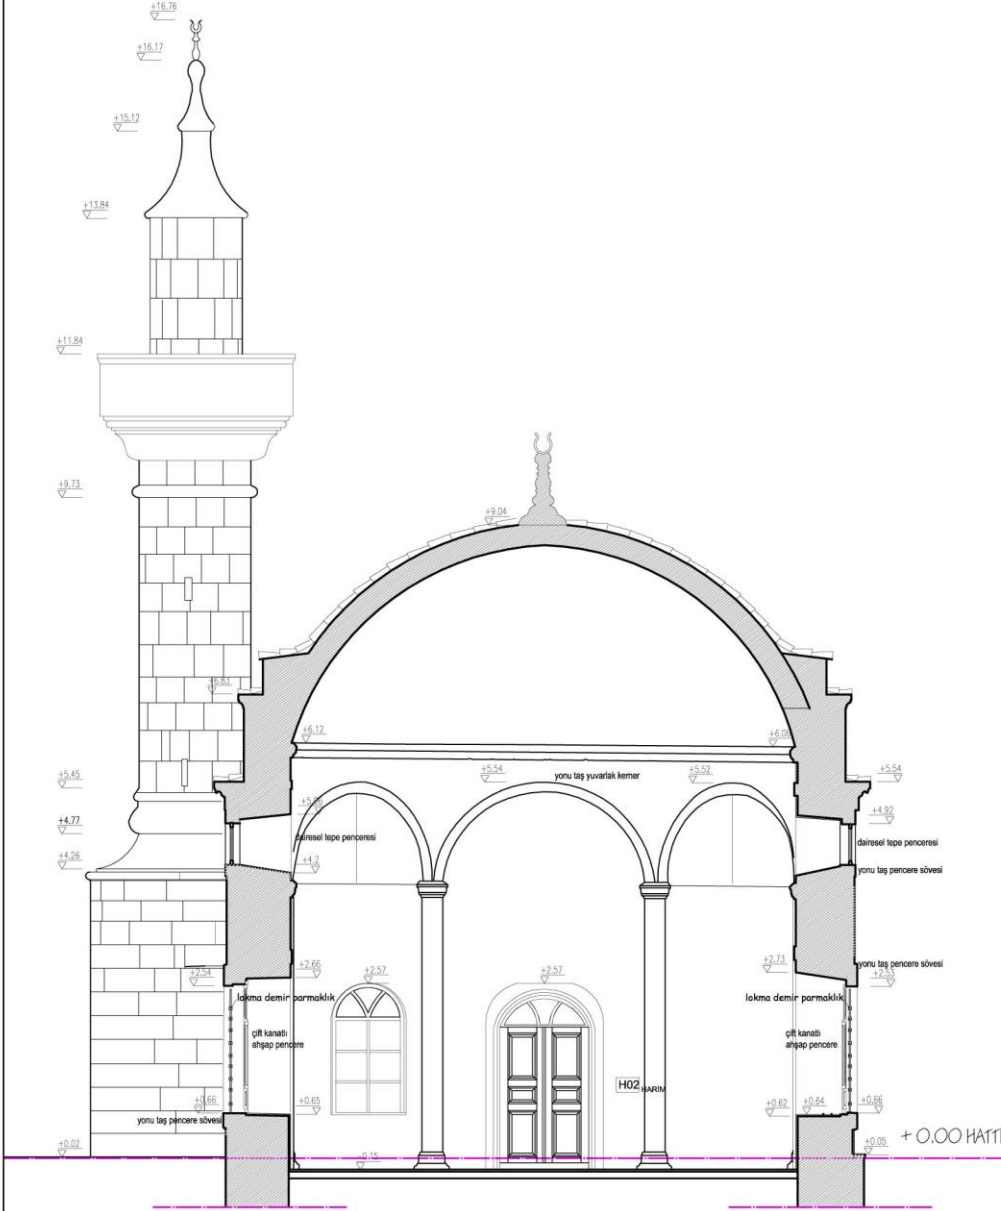 +16.76
+16.17
+15.12
+13.84
+11.84
+9.73
+9.04
+6.83
+6.12
+5.54
yonu taş yuvarlak kemer
+5.52
+5.45
+5.54
+4.77
dairesel tepe penceresi
+4.92
dairesel tepe penceresi
+4.26
+4.2
yonu taş pencere sövesi
yonu taş pencere sövesi
+2.54
+2.66
+2.57
+2.57
+2.73
+2.53
lokma demir parmaklık
lokma demir parmaklık
çift kanatlı
ahşap pencere
çift kanatlı
ahşap pencere
H02 HARİM
+0.66
+0.65
+0.62
+0.64
+0.66
yonu taş pencere sövesi
+0.02
+0.05
+ 0.00 HATTI